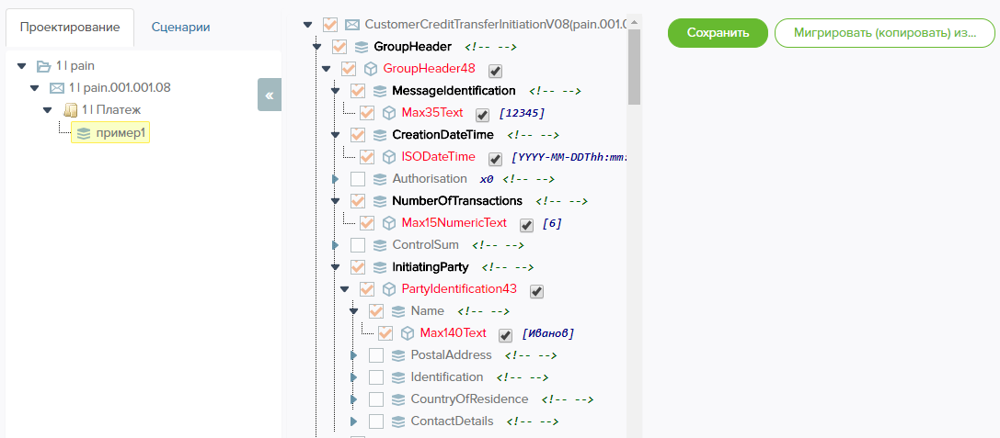 Проектирование
Сценарии
1 | pain
1 | pain.001.001.08
1 | Платеж
пример1
«
CustomerCreditTransferInitiationV08(pain.001.0
GroupHeader <!-- -->
GroupHeader48
MessageIdentification <!-- -->
Max35Text [12345]
CreationDateTime <!-- -->
ISODateTime [YYYY-MM-DDThh:mm:
Authorisation x0 <!-- -->
NumberOfTransactions <!-- -->
Max15NumericText [6]
ControlSum <!-- -->
InitiatingParty <!-- -->
PartyIdentification43
Name <!-- -->
Max140Text [Иванов]
PostalAddress <!-- -->
Identification <!-- -->
CountryOfResidence <!-- -->
ContactDetails <!-- -->
Сохранить
Мигрировать (копировать) из...